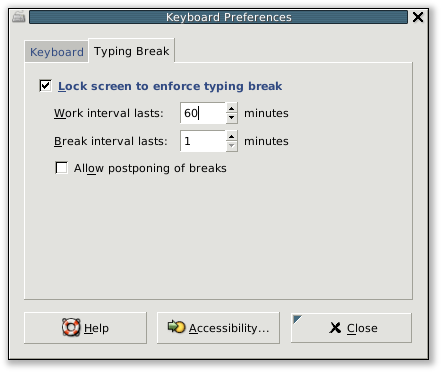 Keyboard Preferences
Keyboard Typing Break
Lock screen to enforce typing break
Work interval lasts: 60 minutes
Break interval lasts: 1 minutes
Allow postponing of breaks
Help Accessibility... Close